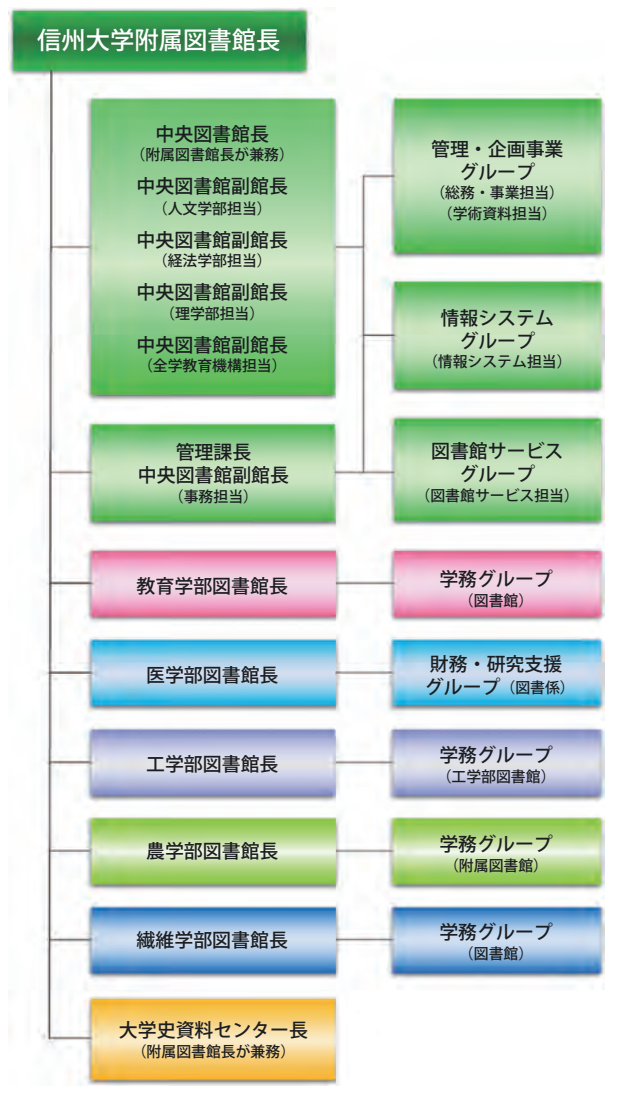 信州大学附属図書館長
中央図書館長
（附属図書館長が兼務）
中央図書館副館長
（人文学部担当）
中央図書館副館長
（経法学部担当）
中央図書館副館長
（理学部担当）
中央図書館副館長
（全学教育機構担当）
管理・企画事業
グループ
（総務・事業担当）
（学術資料担当）
情報システム
グループ
（情報システム担当）
管理課長
中央図書館副館長
（事務担当）
図書館サービス
グループ
（図書館サービス担当）
教育学部図書館長
学務グループ
（図書館）
医学部図書館長
財務・研究支援
グループ（図書係）
工学部図書館長
学務グループ
（工学部図書館）
農学部図書館長
学務グループ
（附属図書館）
繊維学部図書館長
学務グループ
（図書館）
大学史資料センター長
（附属図書館長が兼務）